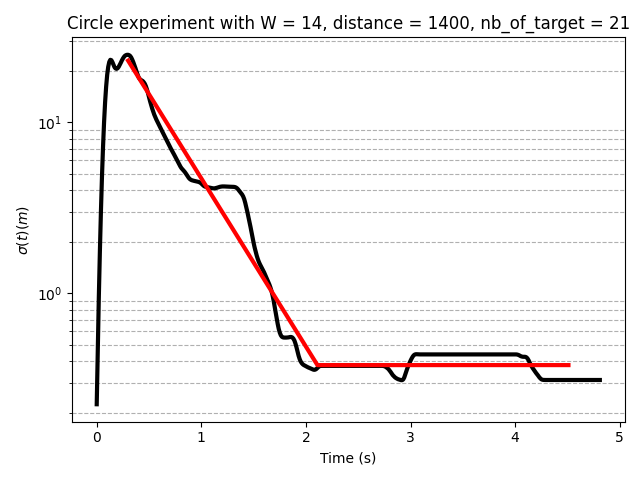 Circle experiment with W = 14, distance = 1400, nb_of_target = 21
σ(t)(m)
10¹
10⁰
0 1 2 3 4 5
Time (s)